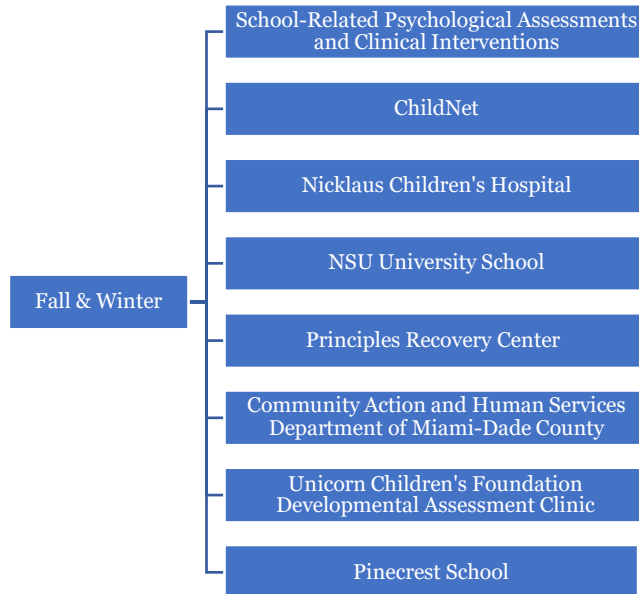 School-Related Psychological Assessments
and Clinical Interventions
ChildNet
Nicklaus Children's Hospital
NSU University School
Fall & Winter
Principles Recovery Center
Community Action and Human Services
Department of Miami-Dade County
Unicorn Children's Foundation
Developmental Assessment Clinic
Pinecrest School